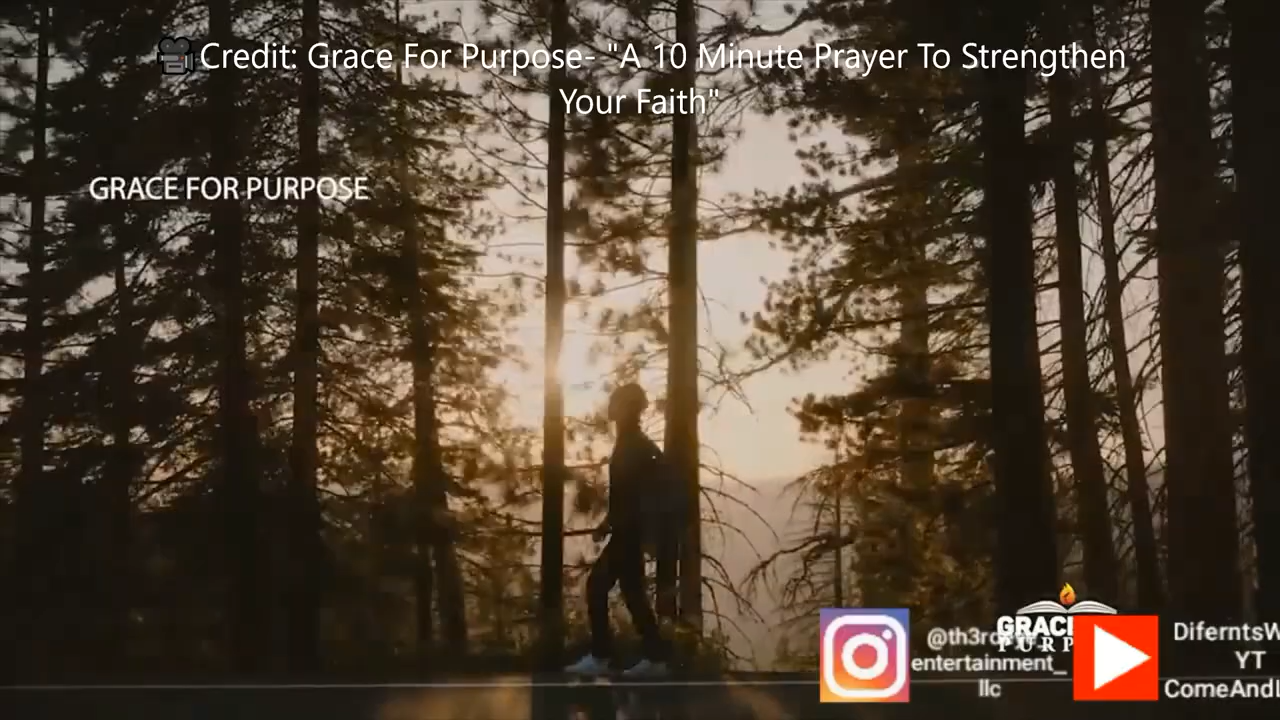 Credit: Grace For Purpose- "A 10 Minute Prayer To Strengthen
Your Faith"
GRACE FOR PURPOSE
entertainment_
llc
YT